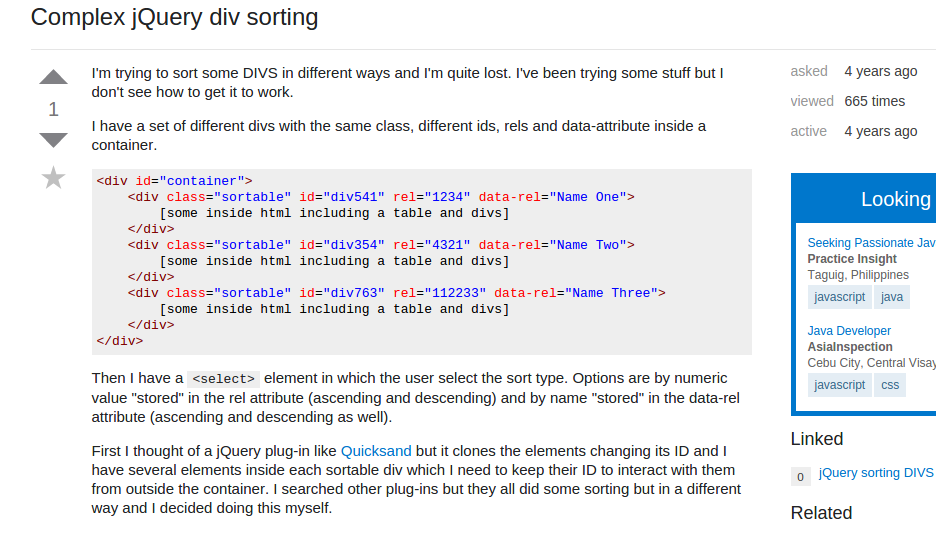 Complex jQuery div sorting
1
I'm trying to sort some DIVS in different ways and I'm quite lost. I've been trying some stuff but I
don't see how to get it to work.
I have a set of different divs with the same class, different ids, rels and data-attribute inside a
container.
<div id="container">
    <div class="sortable" id="div541" rel="1234" data-rel="Name One">
        [some inside html including a table and divs]
    </div>
    <div class="sortable" id="div354" rel="4321" data-rel="Name Two">
        [some inside html including a table and divs]
    </div>
    <div class="sortable" id="div763" rel="112233" data-rel="Name Three">
        [some inside html including a table and divs]
    </div>
</div>
Then I have a <select> element in which the user select the sort type. Options are by numeric
value "stored" in the rel attribute (ascending and descending) and by name "stored" in the data-rel
attribute (ascending and descending as well).
First I thought of a jQuery plug-in like Quicksand but it clones the elements changing its ID and I
have several elements inside each sortable div which I need to keep their ID to interact with them
from outside the container. I searched other plug-ins but they all did some sorting but in a different
way and I decided doing this myself.
asked 4 years ago
viewed 665 times
active 4 years ago
Looking
Seeking Passionate Jav
Practice Insight
Taguig, Philippines
javascript java
Java Developer
AsiaInspection
Cebu City, Central Visay
javascript css
Linked
0 jQuery sorting DIVS
Related